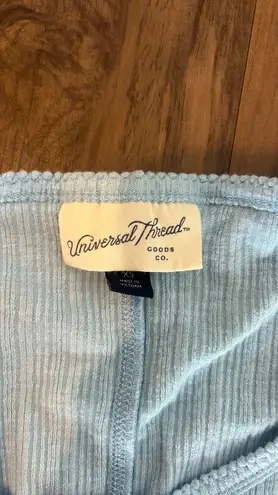 Universal Thread™
GOODS
CO.
XS
MADE IN
VIETNAM